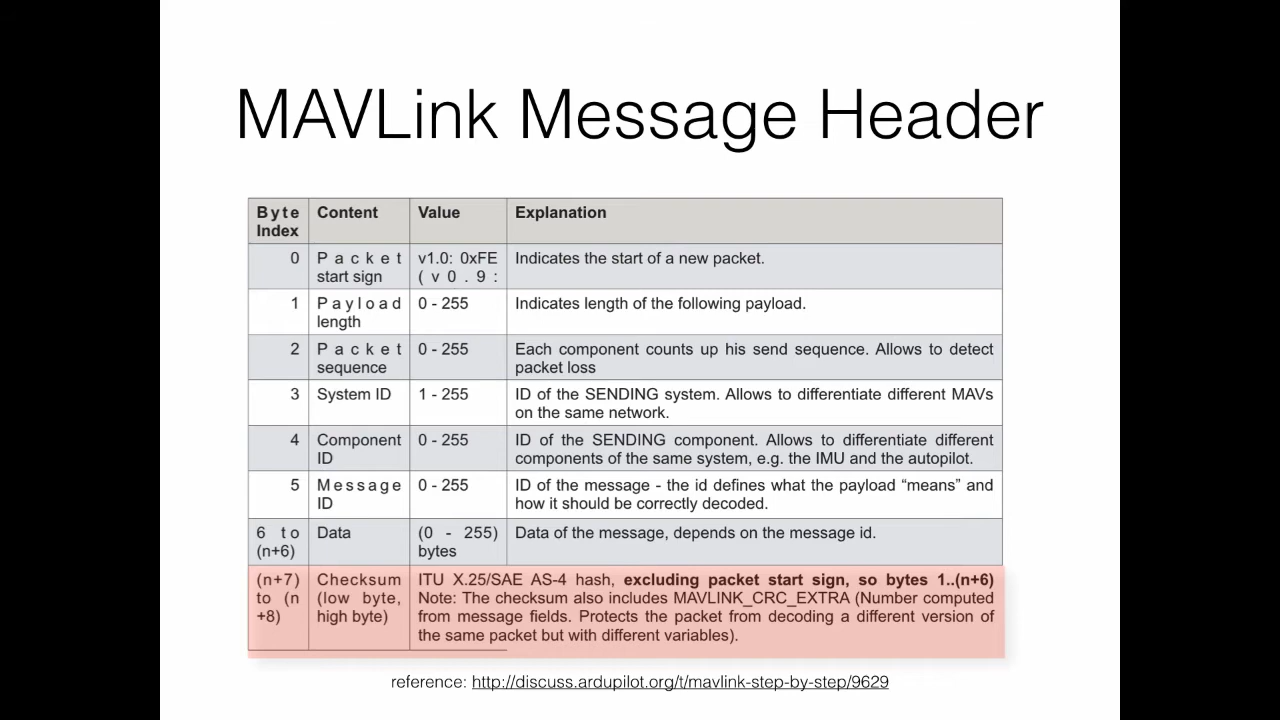 MAVLink Message Header
Byte Index Content Value Explanation
0 Packet start sign v1.0: 0xFE (v0.9: Indicates the start of a new packet.
1 Payload length 0 - 255 Indicates length of the following payload.
2 Packet sequence 0 - 255 Each component counts up his send sequence. Allows to detect packet loss
3 System ID 1 - 255 ID of the SENDING system. Allows to differentiate different MAVs on the same network.
4 Component ID 0 - 255 ID of the SENDING component. Allows to differentiate different components of the same system, e.g. the IMU and the autopilot.
5 Message ID 0 - 255 ID of the message - the id defines what the payload “means” and how it should be correctly decoded.
6 to (n+6) Data (0 - 255) bytes Data of the message, depends on the message id.
(n+7) to (n+8) Checksum (low byte, high byte) ITU X.25/SAE AS-4 hash, excluding packet start sign, so bytes 1..(n+6) Note: The checksum also includes MAVLINK_CRC_EXTRA (Number computed from message fields. Protects the packet from decoding a different version of the same packet but with different variables).
reference: http://discuss.ardupilot.org/t/mavlink-step-by-step/9629